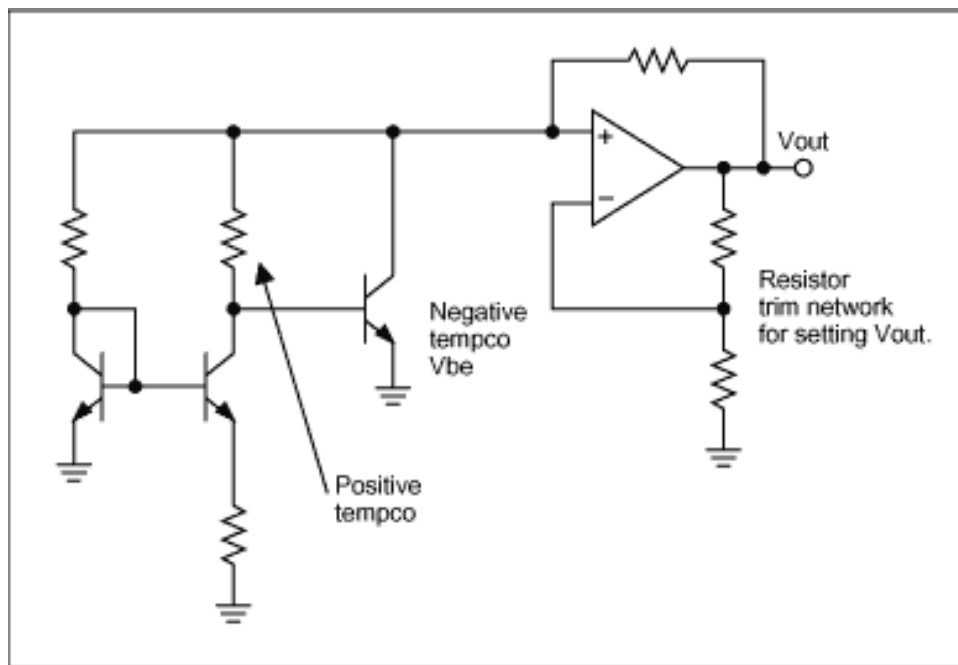 +
−
Vout
Resistor
trim network
for setting Vout.
Negative
tempco
Vbe
Positive
tempco